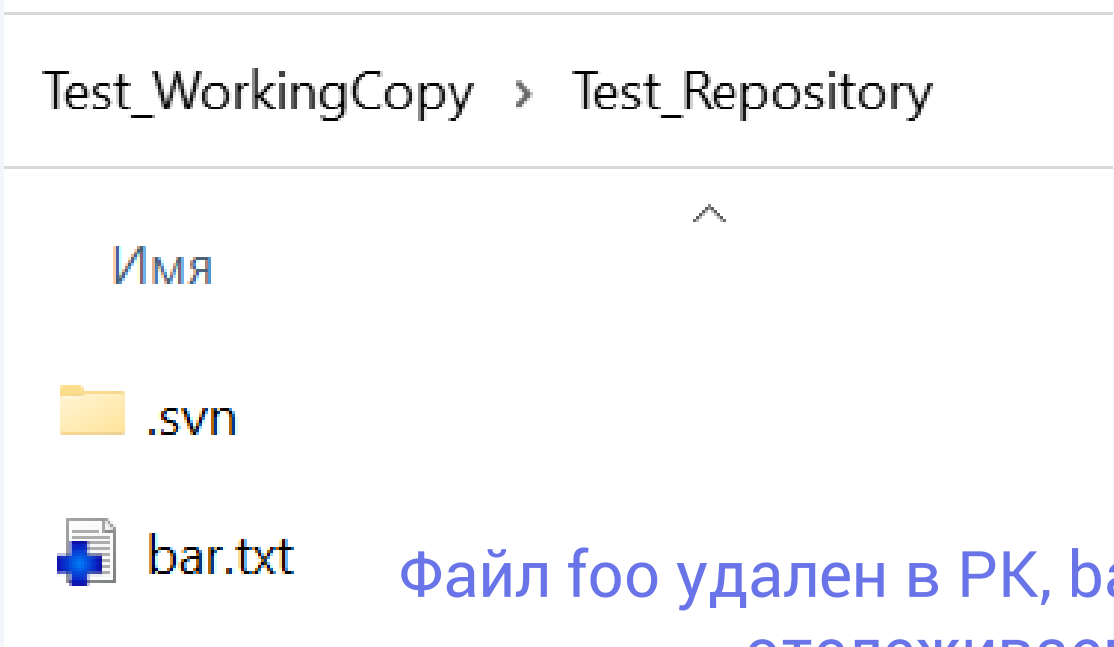 Test_WorkingCopy > Test_Repository
Имя
.svn
bar.txt
Файл foo удален в РК,